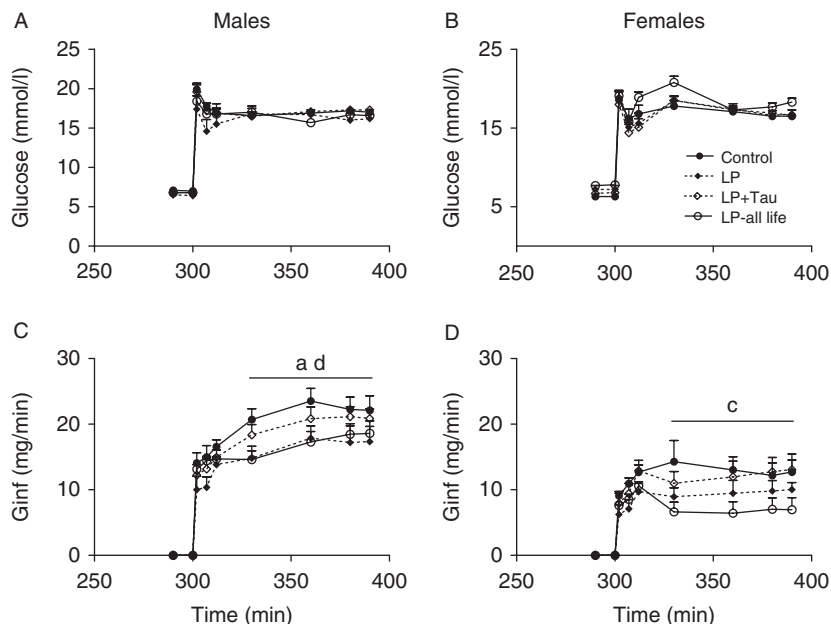 A Males
25
20
15
10
5
0
Glucose (mmol/l)
250 300 350 400
B Females
25
15
5
Glucose (mmol/l)
Control
LP
LP+Tau
LP-all life
250 300 350 400
C
30
20
10
0
Ginf (mg/min)
a d
250 300 350 400
Time (min)
D
30
20
10
0
Ginf (mg/min)
c
250 300 350 400
Time (min)